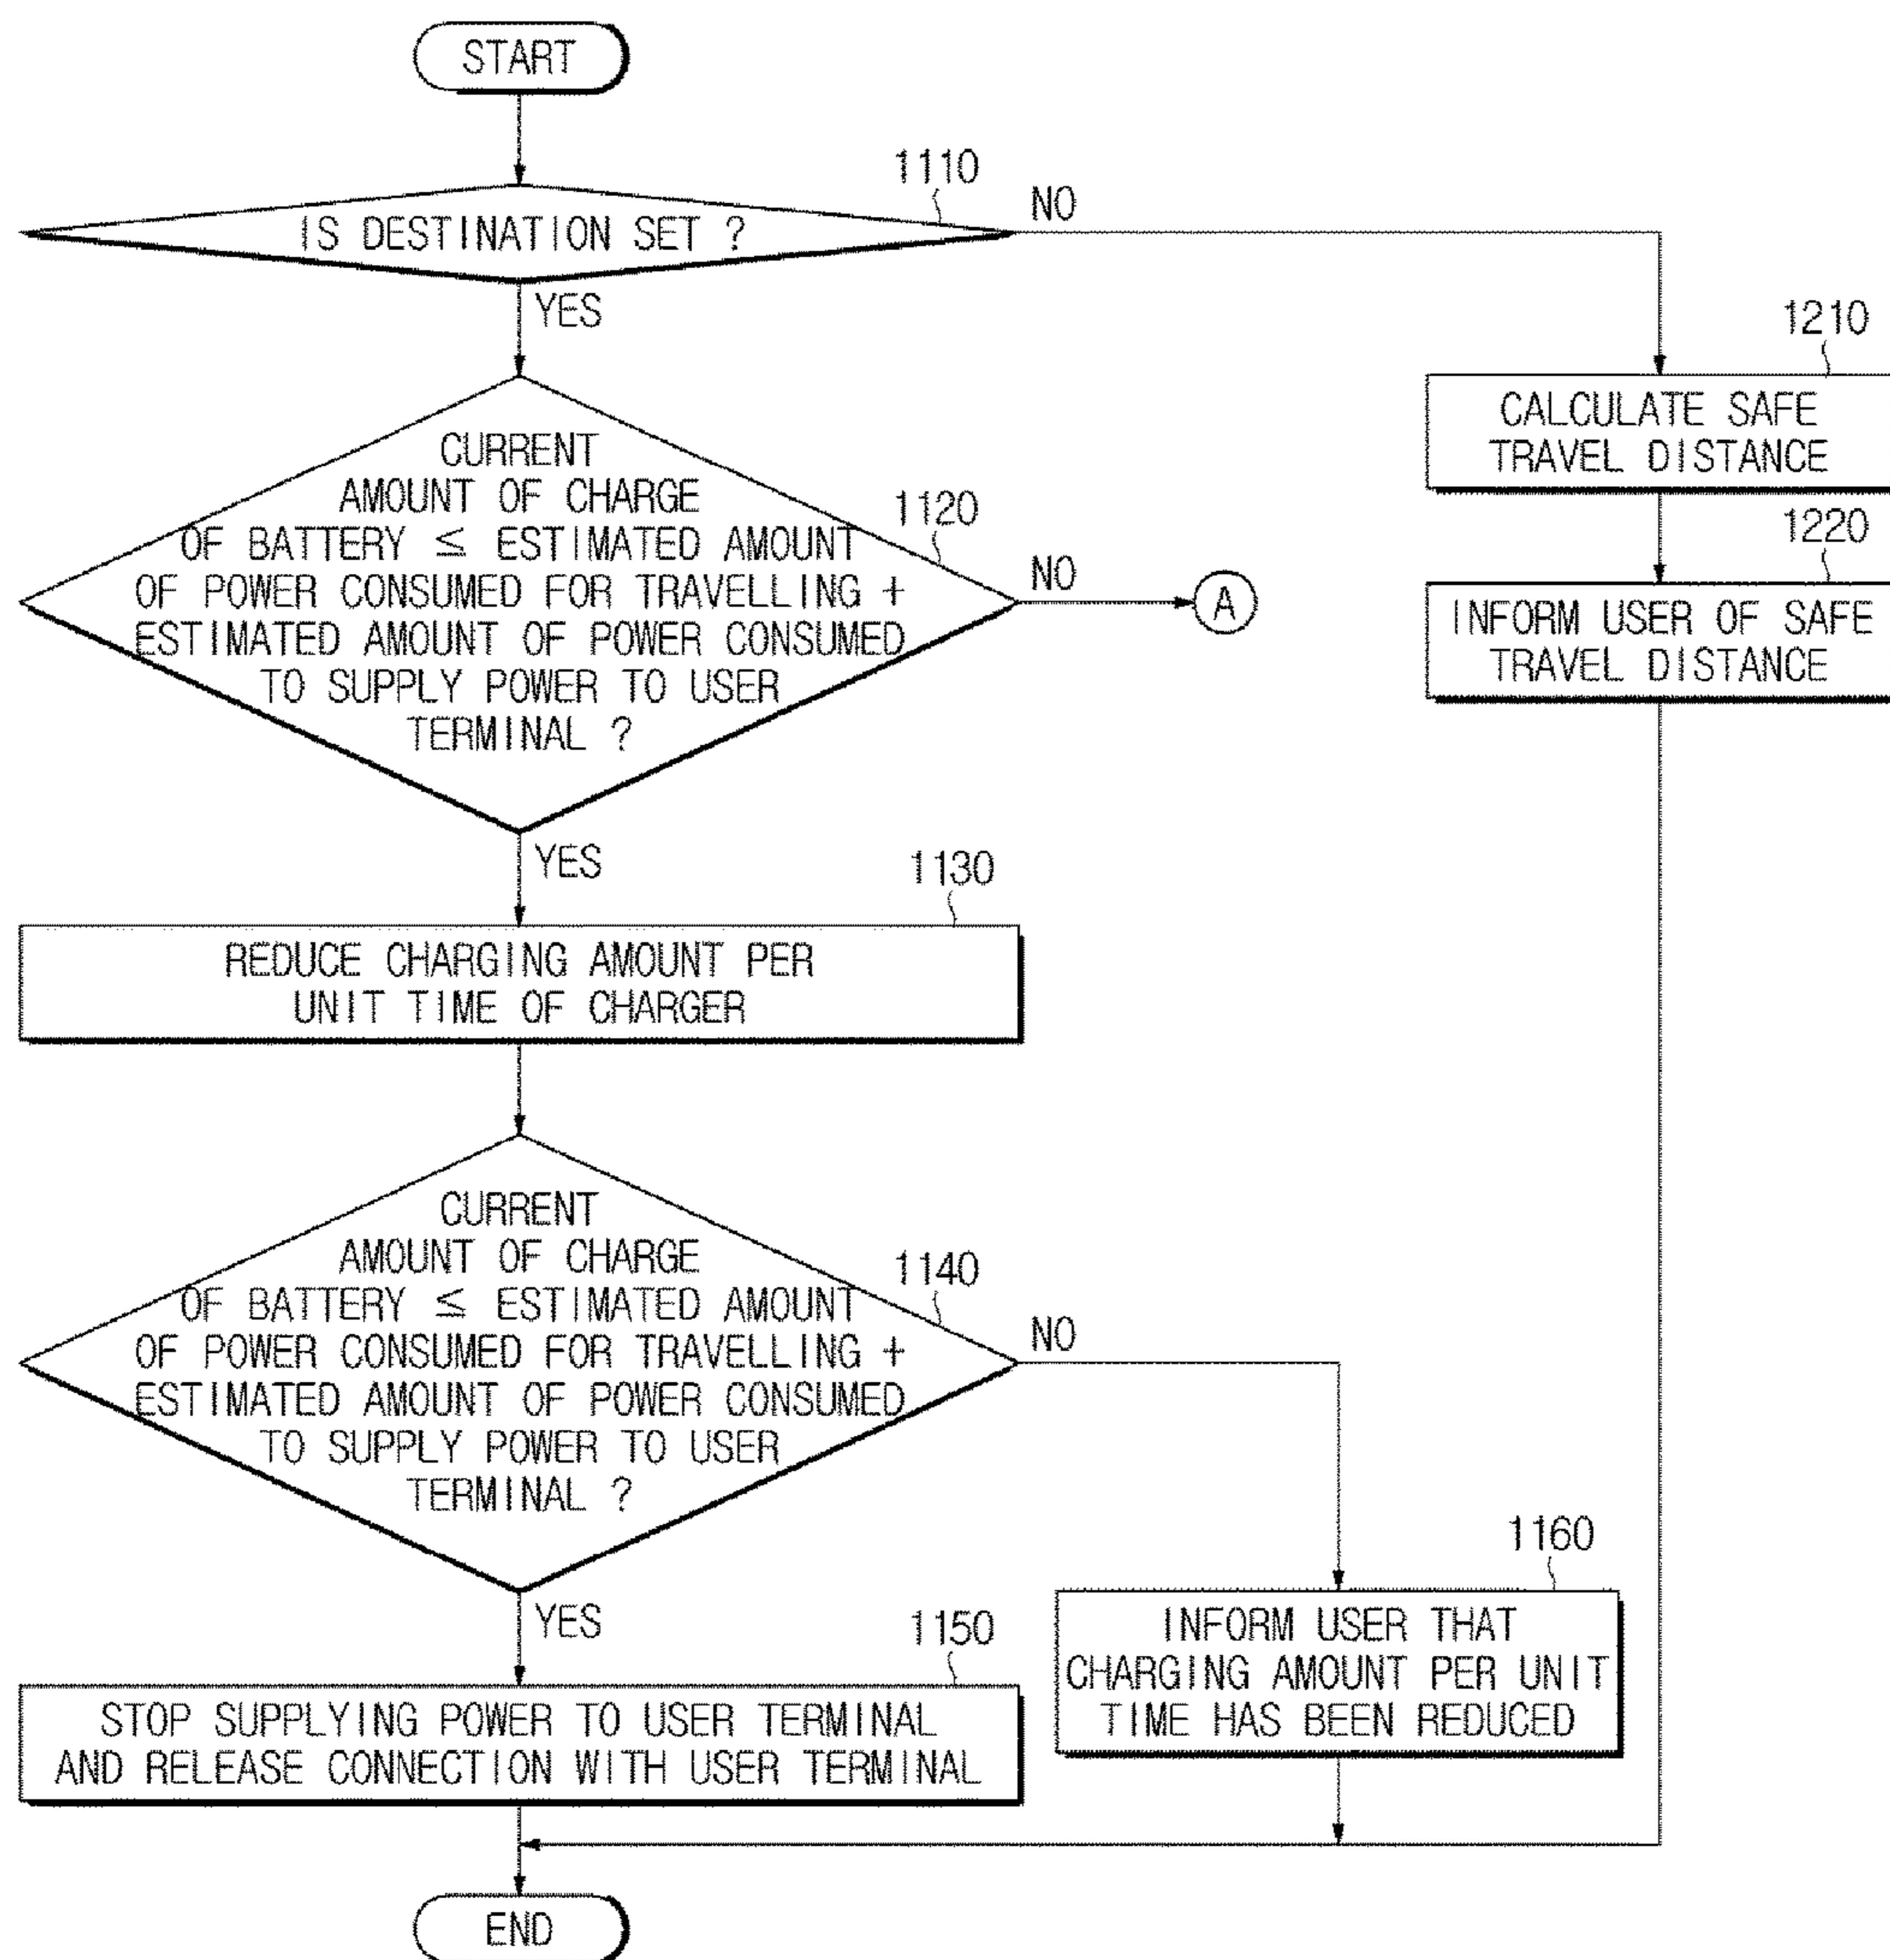 START
1110
IS DESTINATION SET ?
NO
YES
1210
CALCULATE SAFE
TRAVEL DISTANCE
1220
INFORM USER OF SAFE
TRAVEL DISTANCE
CURRENT
AMOUNT OF CHARGE
OF BATTERY ≤ ESTIMATED AMOUNT
OF POWER CONSUMED FOR TRAVELLING +
ESTIMATED AMOUNT OF POWER CONSUMED
TO SUPPLY POWER TO USER
TERMINAL ?
1120
NO
A
YES
1130
REDUCE CHARGING AMOUNT PER
UNIT TIME OF CHARGER
CURRENT
AMOUNT OF CHARGE
OF BATTERY ≤ ESTIMATED AMOUNT
OF POWER CONSUMED FOR TRAVELLING +
ESTIMATED AMOUNT OF POWER CONSUMED
TO SUPPLY POWER TO USER
TERMINAL ?
1140
NO
YES
1160
INFORM USER THAT
CHARGING AMOUNT PER UNIT
TIME HAS BEEN REDUCED
1150
STOP SUPPLYING POWER TO USER TERMINAL
AND RELEASE CONNECTION WITH USER TERMINAL
END